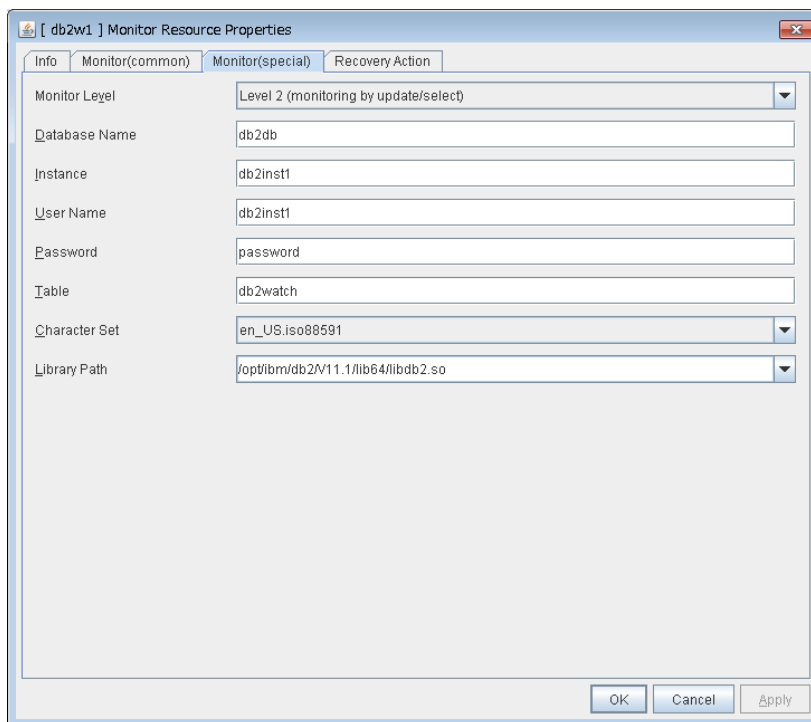 [ db2w1 ] Monitor Resource Properties
Info Monitor(common) Monitor(special) Recovery Action
Monitor Level Level 2 (monitoring by update/select)
Database Name db2db
Instance db2inst1
User Name db2inst1
Password password
Table db2watch
Character Set en_US.iso88591
Library Path /opt/ibm/db2/V11.1/lib64/libdb2.so
OK Cancel Apply